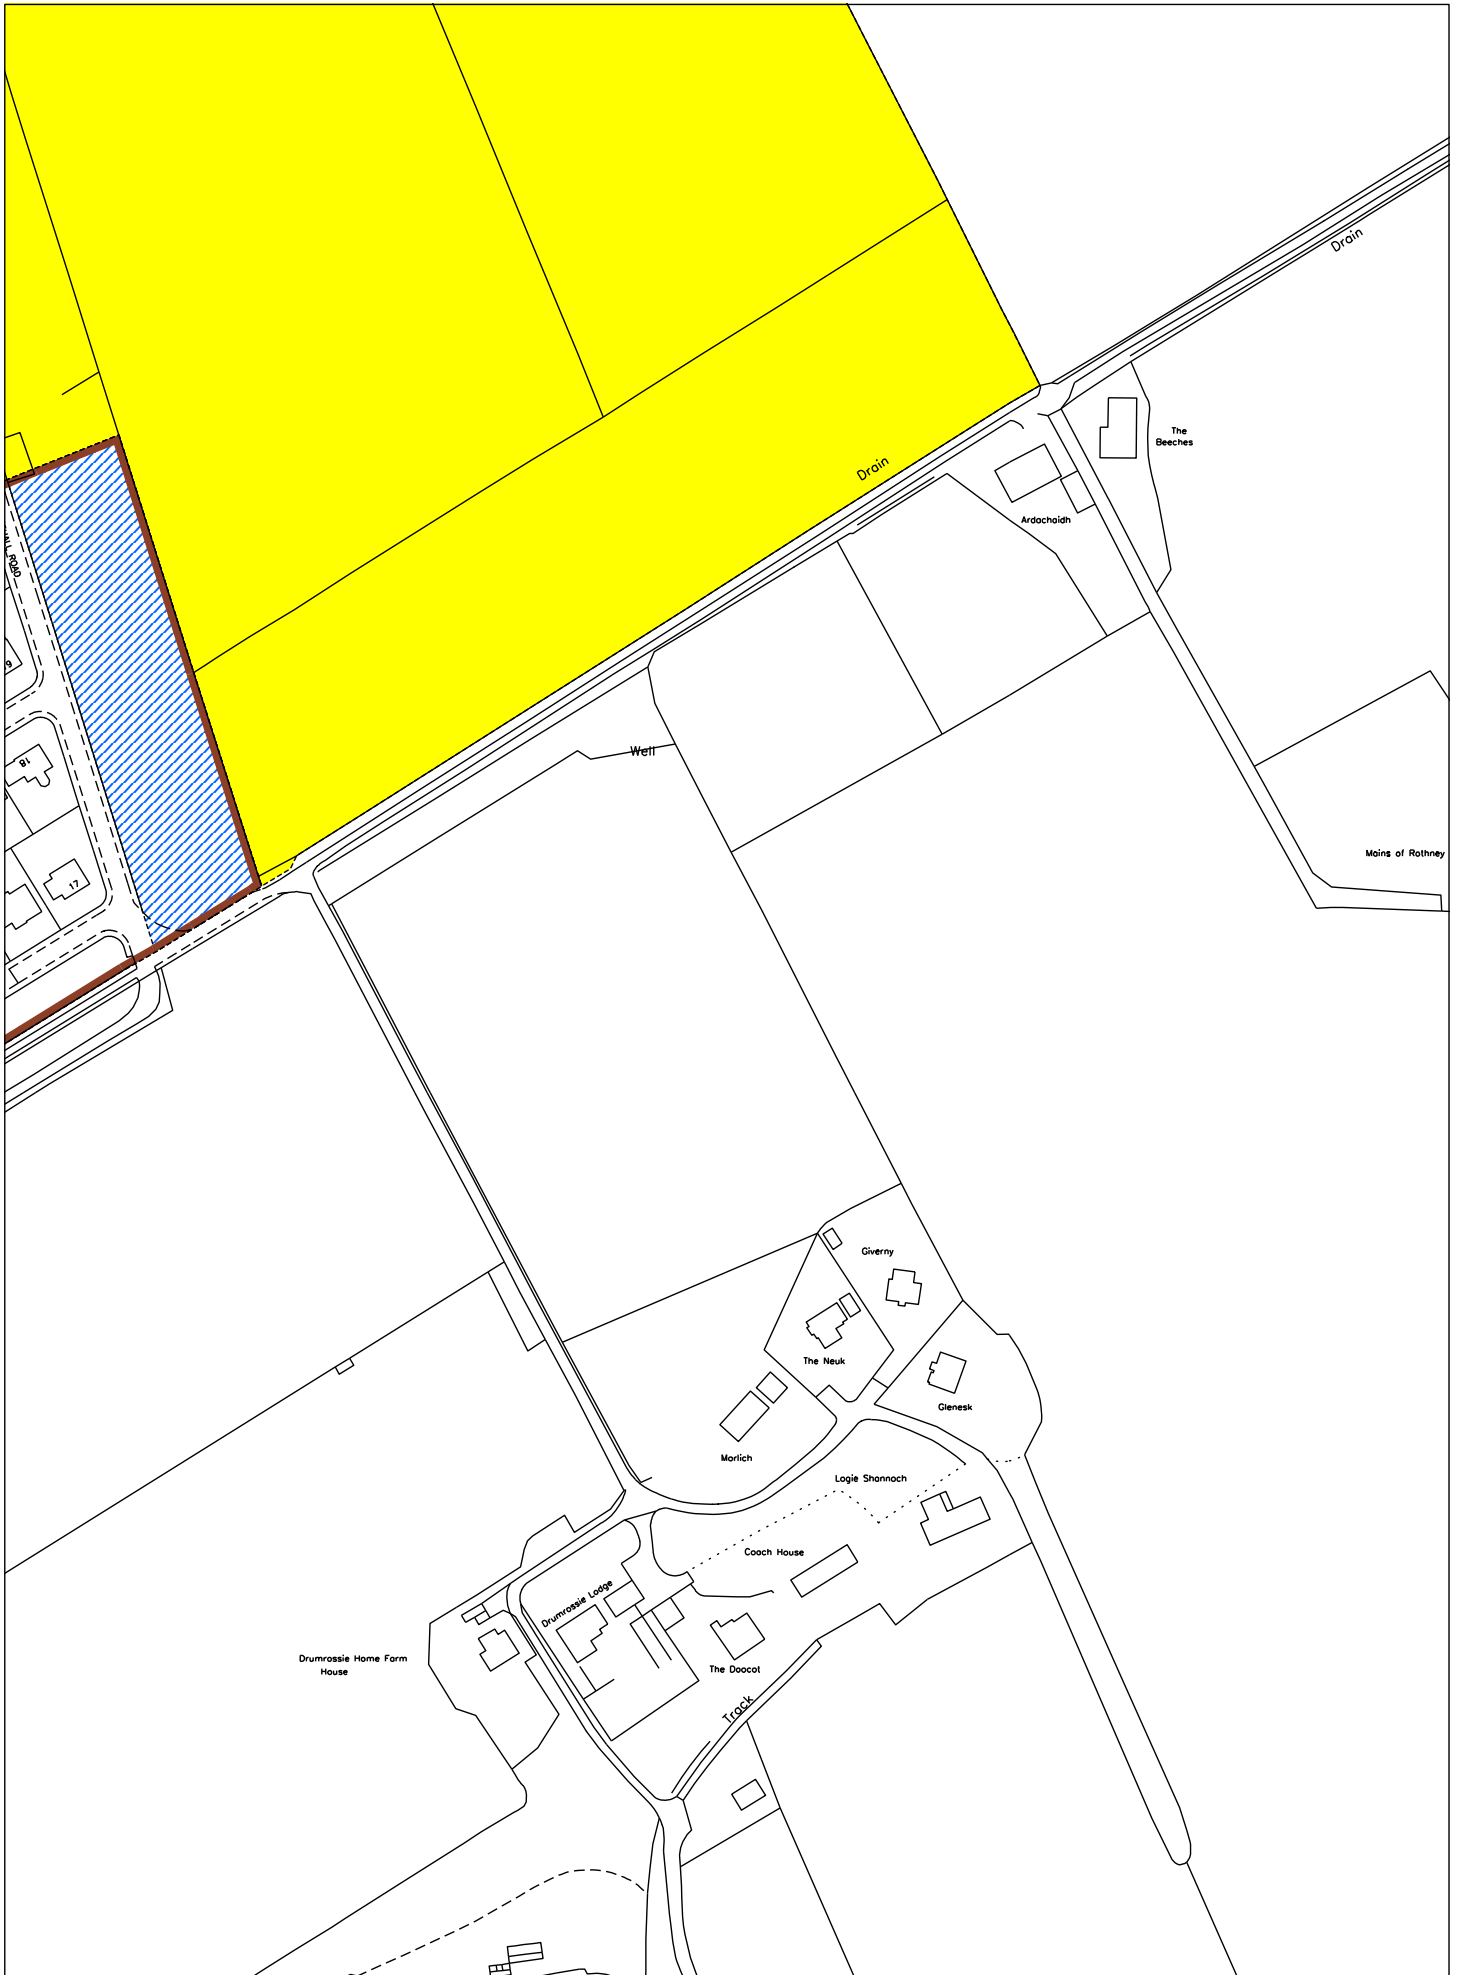 Drain
The
Beeches
Drain
Ardachaidh
ROAD
19
Well
18
Mains of Rothney
17
Giverny
The Neuk
Glenesk
Morlich
Logie Shannoch
Coach House
Drumrossie Lodge
Drumrossie Home Farm
House
The Doocot
Track